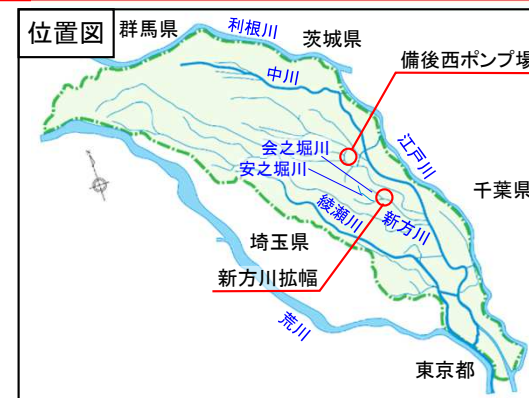 位置図
群馬県
利根川
茨城県
備後西ポンプ場
中川
会之堀川
安之堀川
江戸川
千葉県
綾瀬川
新方川
埼玉県
新方川拡幅
荒川
東京都